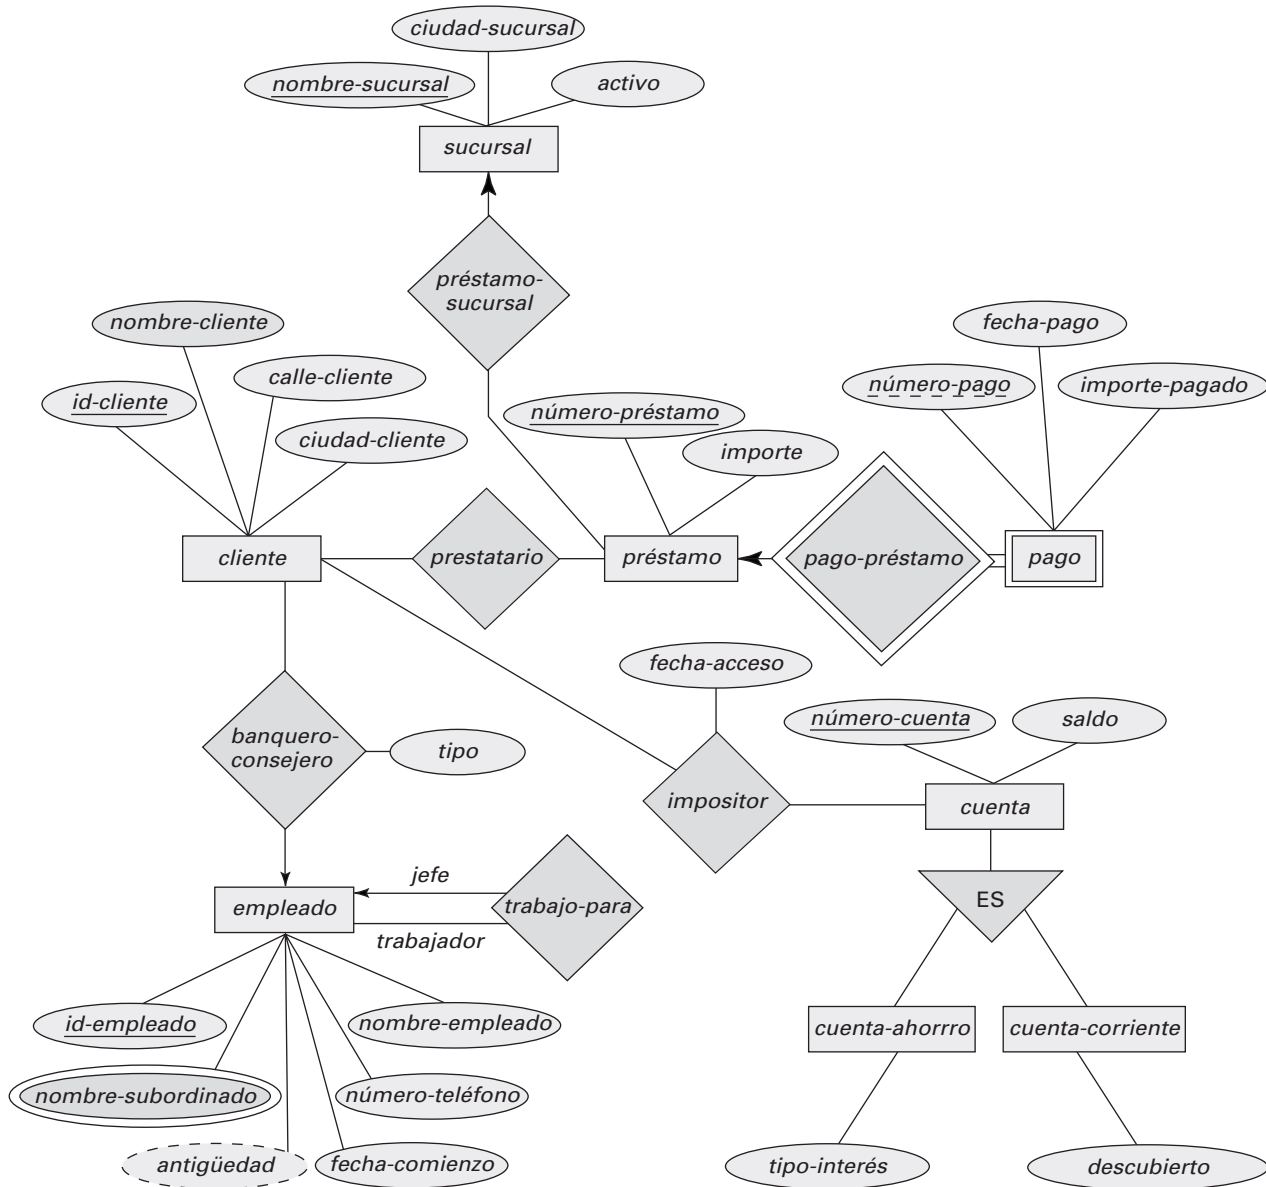 ciudad-sucursal
nombre-sucursal
activo
sucursal
préstamo-
sucursal
nombre-cliente
fecha-pago
id-cliente
calle-cliente
número-pago
importe-pagado
ciudad-cliente
número-préstamo
importe
cliente
prestatario
préstamo
pago-préstamo
pago
fecha-acceso
número-cuenta
saldo
banquero-
consejero
tipo
impositor
cuenta
jefe
empleado
trabajo-para
trabajador
ES
id-empleado
nombre-empleado
cuenta-ahorrro
cuenta-corriente
nombre-subordinado
número-teléfono
antigüedad
fecha-comienzo
tipo-interés
descubierto